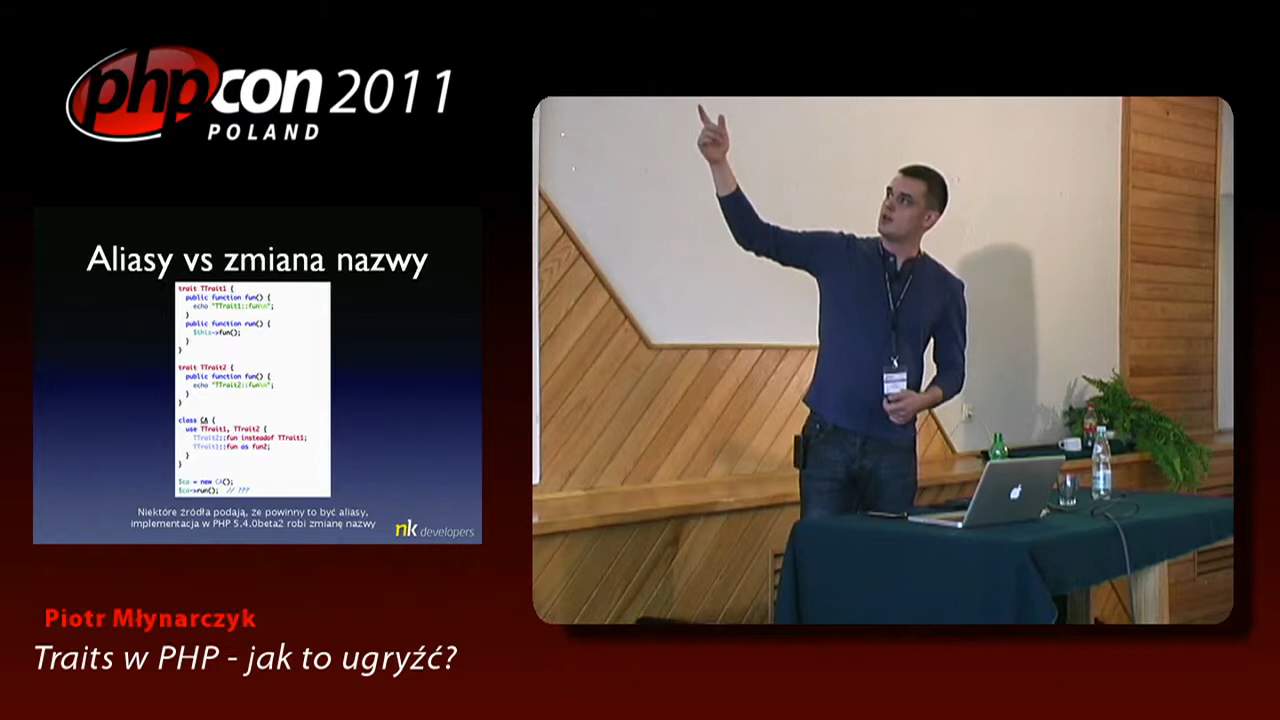 phpcon 2011
POLAND
Aliasy vs zmiana nazwy
trait TTrait1 {
public function fun() {
echo "TTrait1::fun\n";
}
public function run() {
$this->fun();
}
}
trait TTrait2 {
public function fun() {
echo "TTrait2::fun\n";
}
}
class CA {
use TTrait1, TTrait2 {
TTrait2::fun insteadof TTrait1;
TTrait1::fun as fun2;
}
}
$ca = new CA();
$ca->run(); // ???
Niektóre źródła podają, że powinny to być aliasy,
implementacja w PHP 5.4.0beta2 robi zmianę nazwy
nk developers
Piotr Młynarczyk
Traits w PHP - jak to ugryźć?